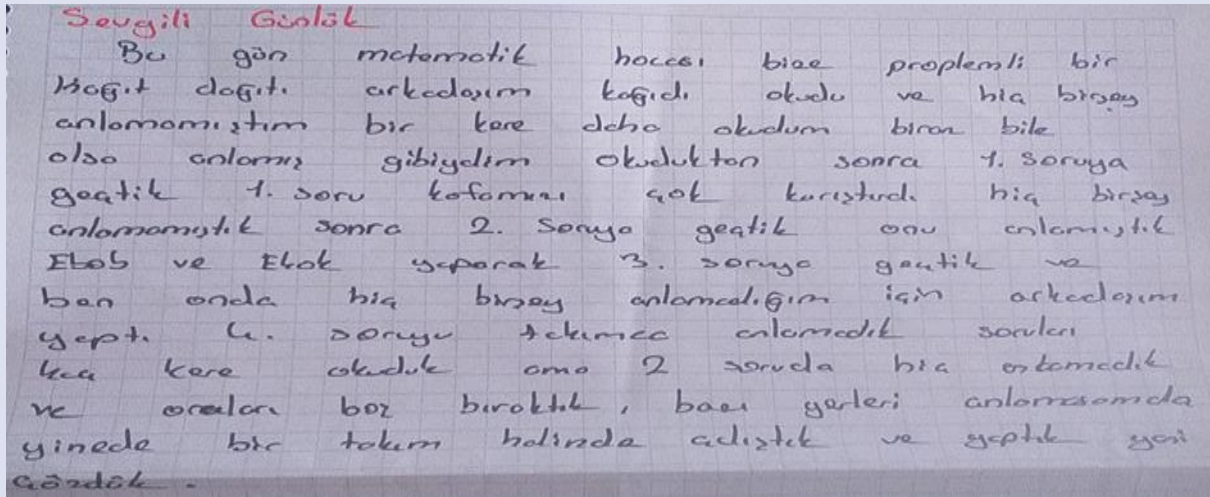 Sevgili Günlük
Bu gün matematik hocası bize proplemli bir
Kağıt dağıtı arkadaşım kağıdı okudu ve hiç birşey
anlamamıştım bir kere daha okudum biran bile
olsa anlamış gibiydim okuduktan sonra 1. Soruya
geçtik 1. soru kafamızı çok karıştırdı hiç birşey
anlamamıştık sonra 2. Soruya geçtik onu anlamıştık
Ebob ve Ekok yaparak 3. soruya geçtik ve
ben onda hiç birşey anlamadığım için arkadaşım
yaptı 4. soruyu takımca anlamadık soruları
kaç kere okuduk ama 2 soruda hiç anlamadık
ve oraları boş bıraktık, bazı yerleri anlamasamda
yinede bir takım halinde çalıştık ve yaptık yani
çözdük.